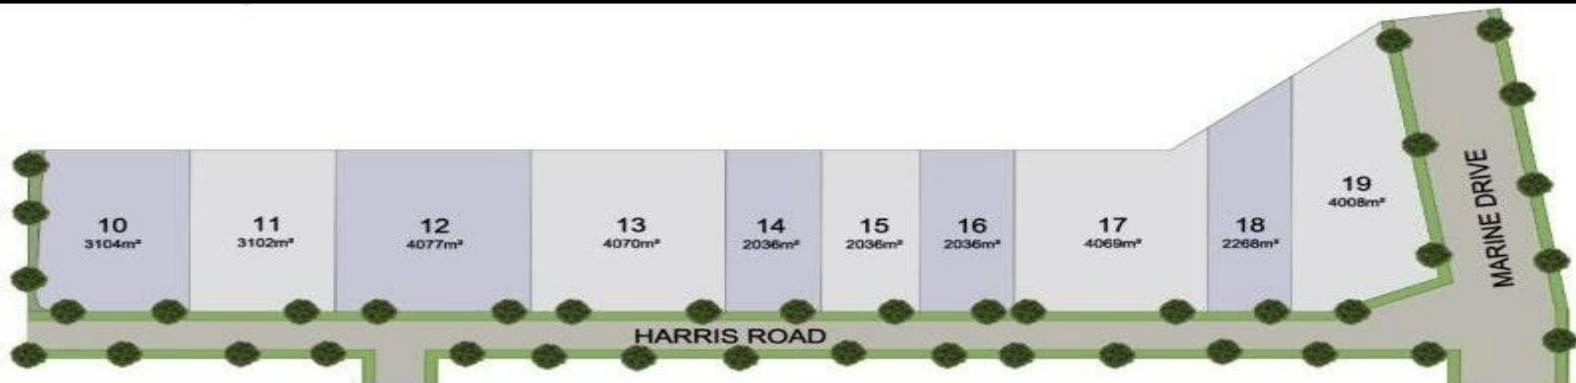 10
3104m²
11
3102m²
12
4077m²
13
4070m²
14
2036m²
15
2036m²
16
2036m²
17
4069m²
18
2268m²
19
4008m²
MARINE DRIVE
HARRIS ROAD